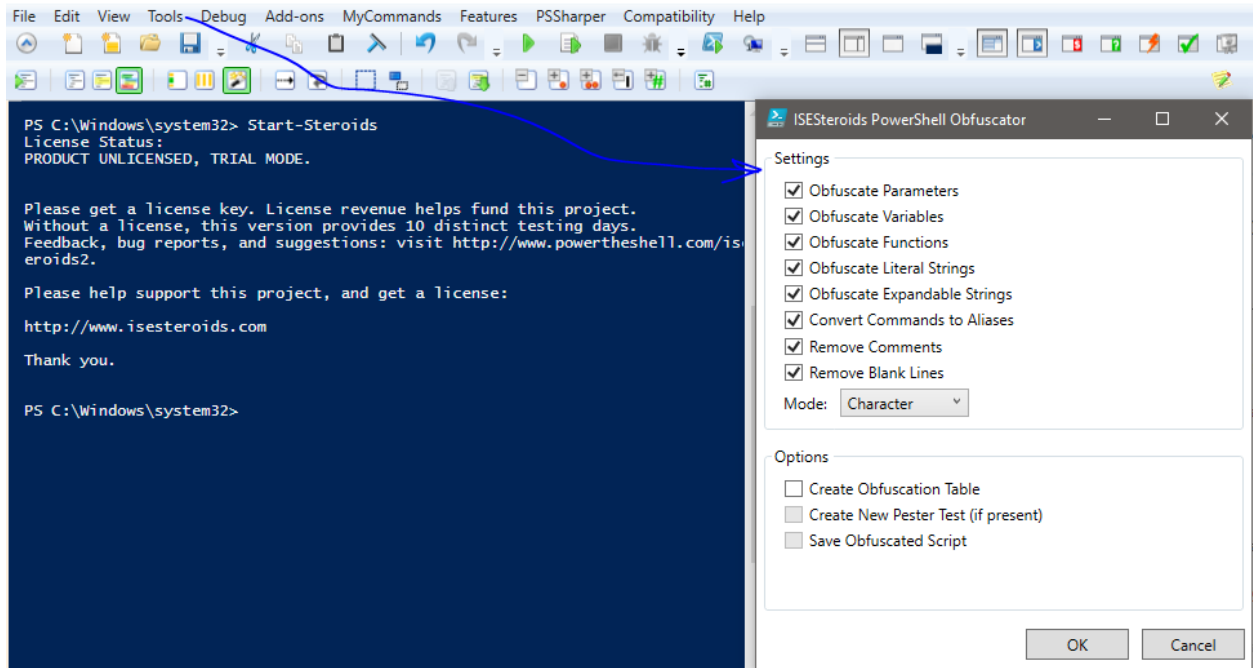 File Edit View Tools Debug Add-ons MyCommands Features PSSharper Compatibility Help
PS C:\Windows\system32> Start-Steroids
License Status:
PRODUCT UNLICENSED, TRIAL MODE.
Please get a license key. License revenue helps fund this project.
Without a license, this version provides 10 distinct testing days.
Feedback, bug reports, and suggestions: visit http://www.powertheshell.com/is
eroids2.
Please help support this project, and get a license:
http://www.isesteroids.com
Thank you.
PS C:\Windows\system32>
ISESteroids PowerShell Obfuscator
Settings
Obfuscate Parameters
Obfuscate Variables
Obfuscate Functions
Obfuscate Literal Strings
Obfuscate Expandable Strings
Convert Commands to Aliases
Remove Comments
Remove Blank Lines
Mode: Character
Options
Create Obfuscation Table
Create New Pester Test (if present)
Save Obfuscated Script
OK Cancel